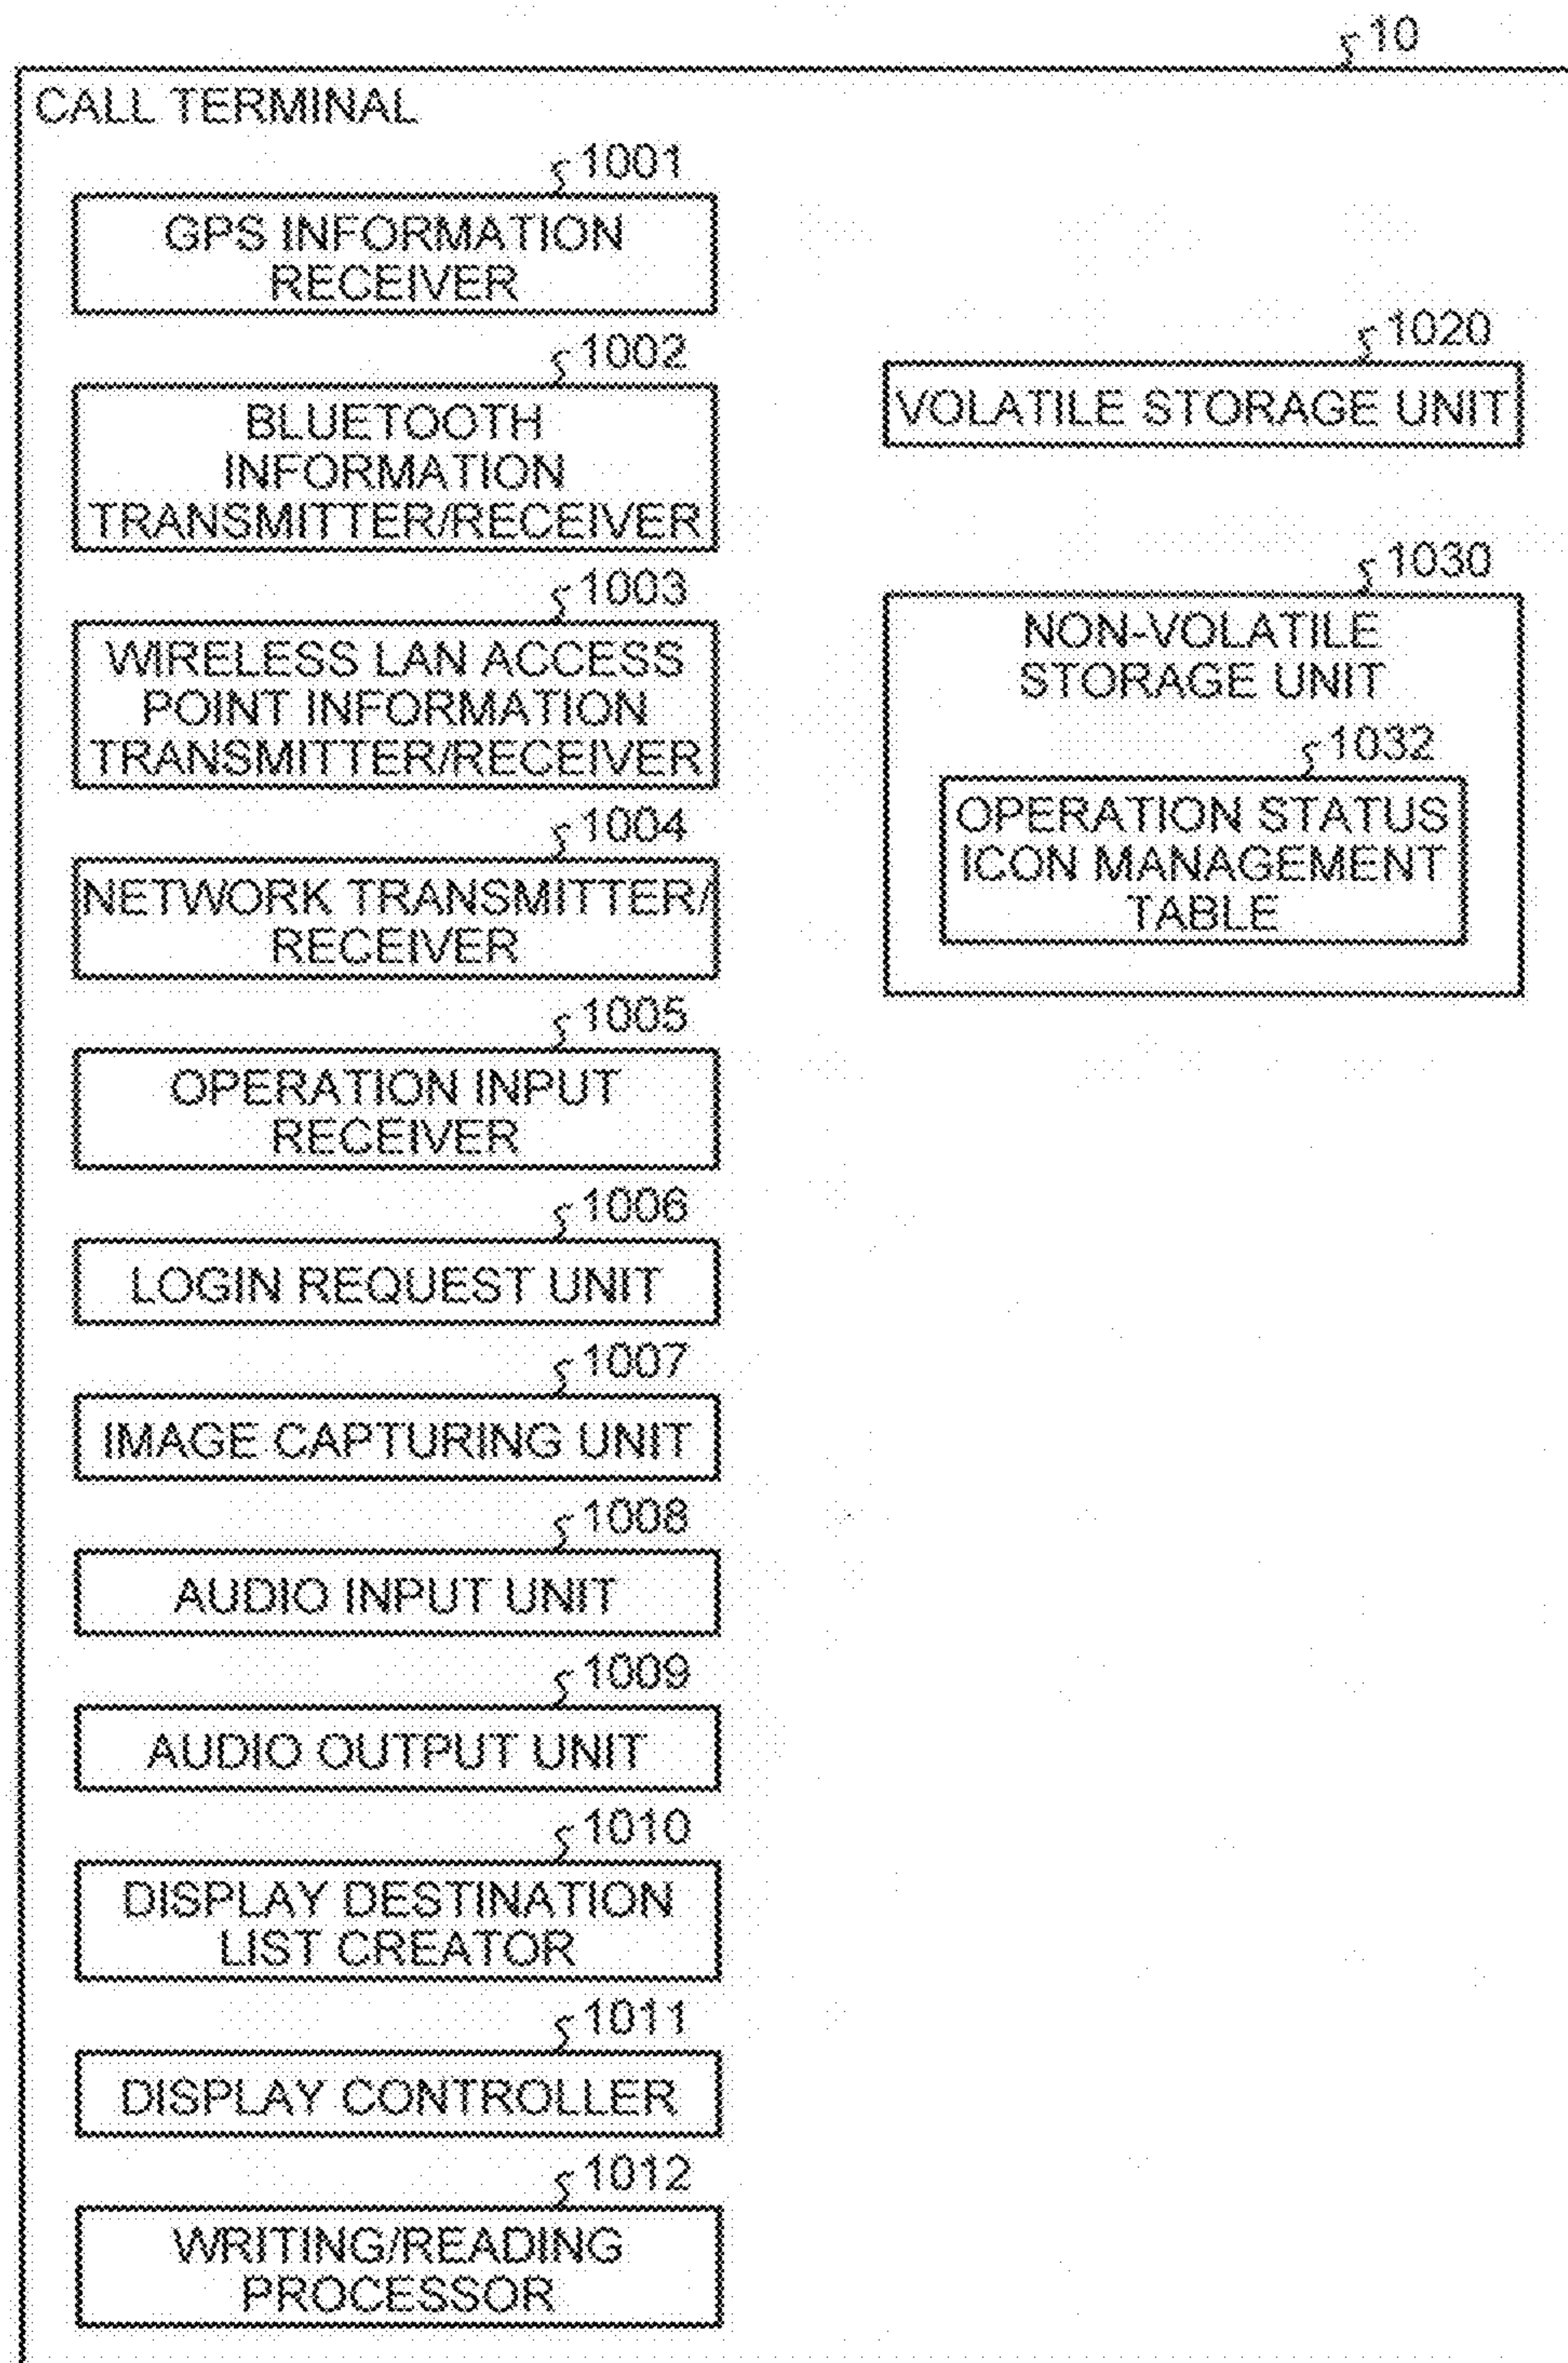 10
CALL TERMINAL
1001
GPS INFORMATION
RECEIVER
1002
BLUETOOTH
INFORMATION
TRANSMITTER/RECEIVER
1003
WIRELESS LAN ACCESS
POINT INFORMATION
TRANSMITTER/RECEIVER
1004
NETWORK TRANSMITTER/
RECEIVER
1005
OPERATION INPUT
RECEIVER
1006
LOGIN REQUEST UNIT
1007
IMAGE CAPTURING UNIT
1008
AUDIO INPUT UNIT
1009
AUDIO OUTPUT UNIT
1010
DISPLAY DESTINATION
LIST CREATOR
1011
DISPLAY CONTROLLER
1012
WRITING/READING
PROCESSOR
1020
VOLATILE STORAGE UNIT
1030
NON-VOLATILE
STORAGE UNIT
1032
OPERATION STATUS
ICON MANAGEMENT
TABLE